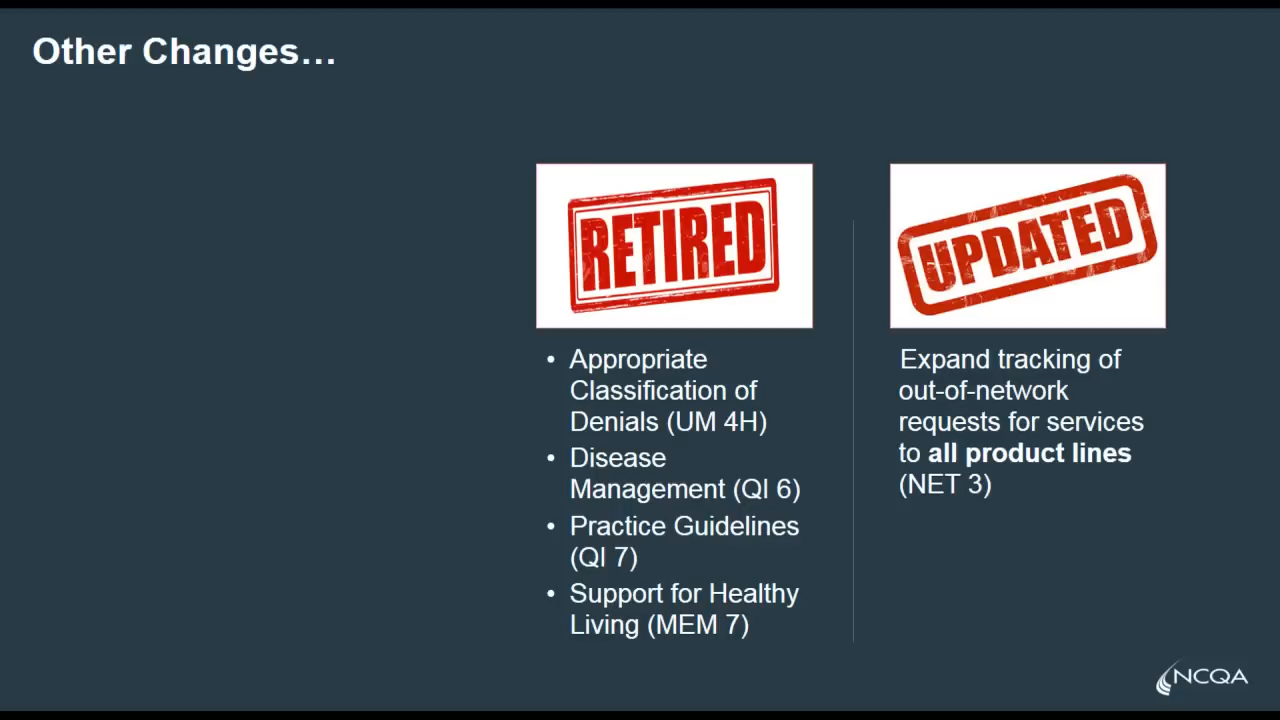 Other Changes…
RETIRED
• Appropriate
Classification of
Denials (UM 4H)
• Disease
Management (QI 6)
• Practice Guidelines
(QI 7)
• Support for Healthy
Living (MEM 7)
UPDATED
Expand tracking of
out-of-network
requests for services
to all product lines
(NET 3)
NCQA